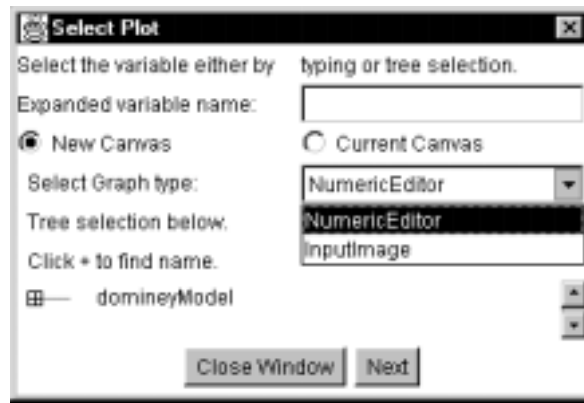 Select Plot
Select the variable either by typing or tree selection.
Expanded variable name:
New Canvas Current Canvas
Select Graph type: NumericEditor
Tree selection below. NumericEditor
InputImage
Click + to find name.
domineyModel
Close Window Next